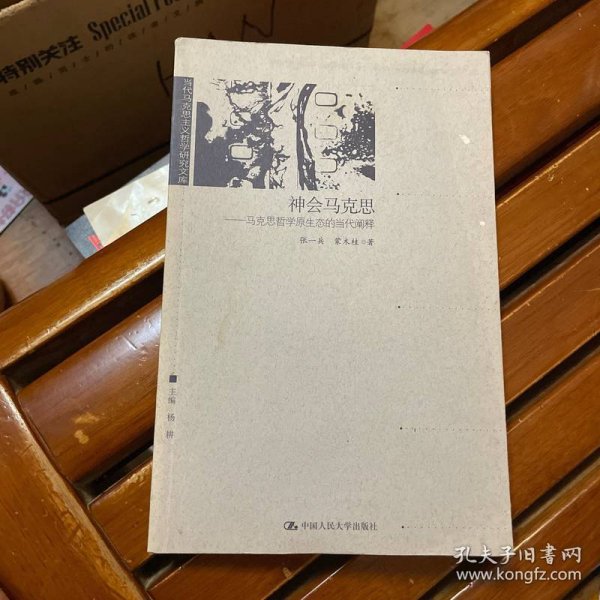 特别关注
Special Fo
当代马克思主义哲学研究文库
神会马克思
——马克思哲学原生态的当代阐释
张一兵 蒙木桂 ◎著
■主编 杨 耕
中国人民大学出版社
孔夫子旧书网
www.kongfz.com